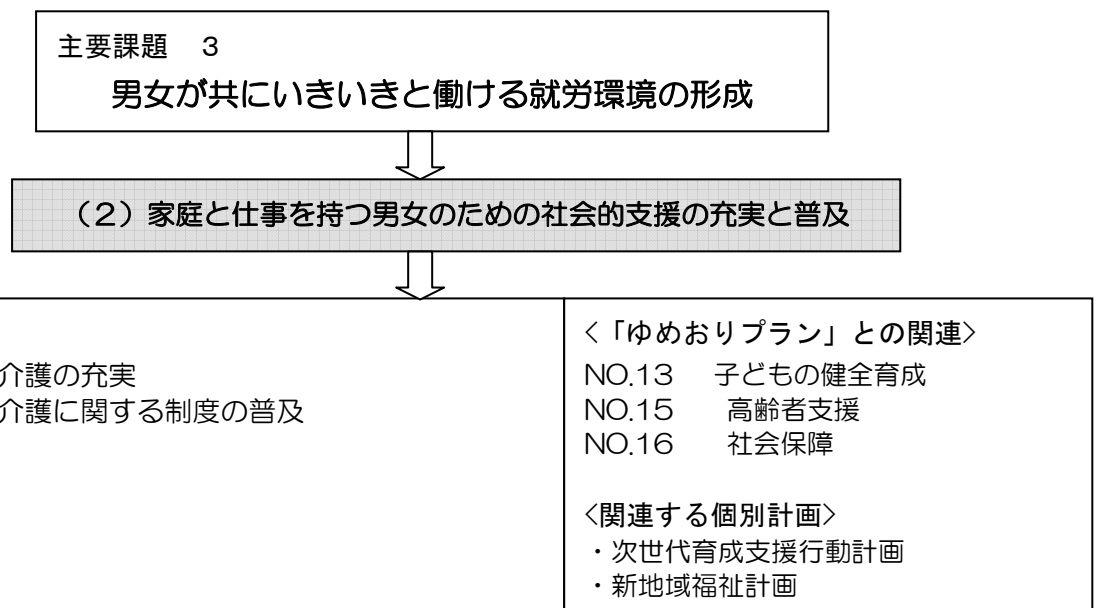 主要課題　3
男女が共にいきいきと働ける就労環境の形成
（2）家庭と仕事を持つ男女のための社会的支援の充実と普及
介護の充実
介護に関する制度の普及
＜「ゆめおりプラン」との関連＞
NO.13　子どもの健全育成
NO.15　高齢者支援
NO.16　社会保障
＜関連する個別計画＞
・次世代育成支援行動計画
・新地域福祉計画